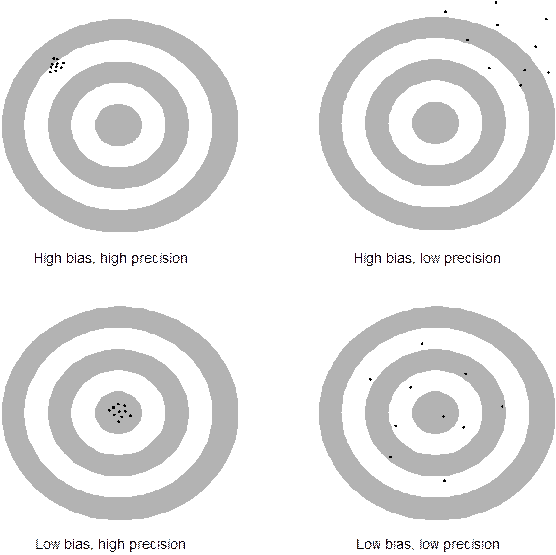 High bias, high precision
High bias, low precision
Low bias, high precision
Low bias, low precision